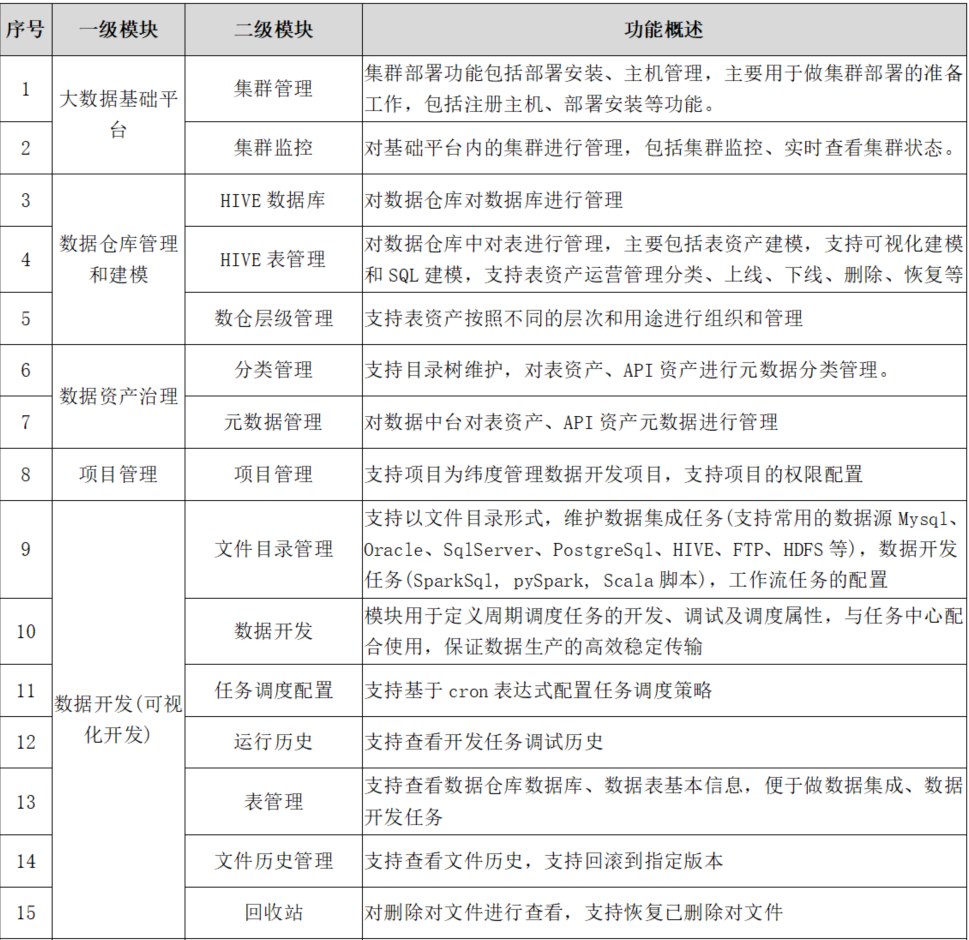 序号 一级模块 二级模块 功能概述
1 大数据基础平台 集群管理 集群部署功能包括部署安装、主机管理，主要用于做集群部署的准备
工作，包括注册主机、部署安装等功能。
2 集群监控 对基础平台内的集群进行管理，包括集群监控、实时查看集群状态。
3 数据仓库管理和建模 HIVE 数据库 对数据仓库对数据库进行管理
4 HIVE 表管理 对数据仓库中对表进行管理，主要包括表资产建模，支持可视化建模
和 SQL 建模，支持表资产运营管理分类、上线、下线、删除、恢复等
5 数仓层级管理 支持表资产按照不同的层次和用途进行组织和管理
6 数据资产治理 分类管理 支持目录树维护，对表资产、API 资产进行元数据分类管理。
7 元数据管理 对数据中台对表资产、API 资产元数据进行管理
8 项目管理 项目管理 支持项目为纬度管理数据开发项目，支持项目的权限配置
9 数据开发(可视化开发) 文件目录管理 支持以文件目录形式，维护数据集成任务(支持常用的数据源 Mysql、
Oracle、SqlServer、PostgreSql、HIVE、FTP、HDFS 等)，数据开发
任务(SparkSql, pySpark, Scala 脚本)，工作流任务的配置
10 数据开发 模块用于定义周期调度任务的开发、调试及调度属性，与任务中心配
合使用，保证数据生产的高效稳定传输
11 任务调度配置 支持基于 cron 表达式配置任务调度策略
12 运行历史 支持查看开发任务调试历史
13 表管理 支持查看数据仓库数据库、数据表基本信息，便于做数据集成、数据
开发任务
14 文件历史管理 支持查看文件历史，支持回滚到指定版本
15 回收站 对删除对文件进行查看，支持恢复已删除对文件